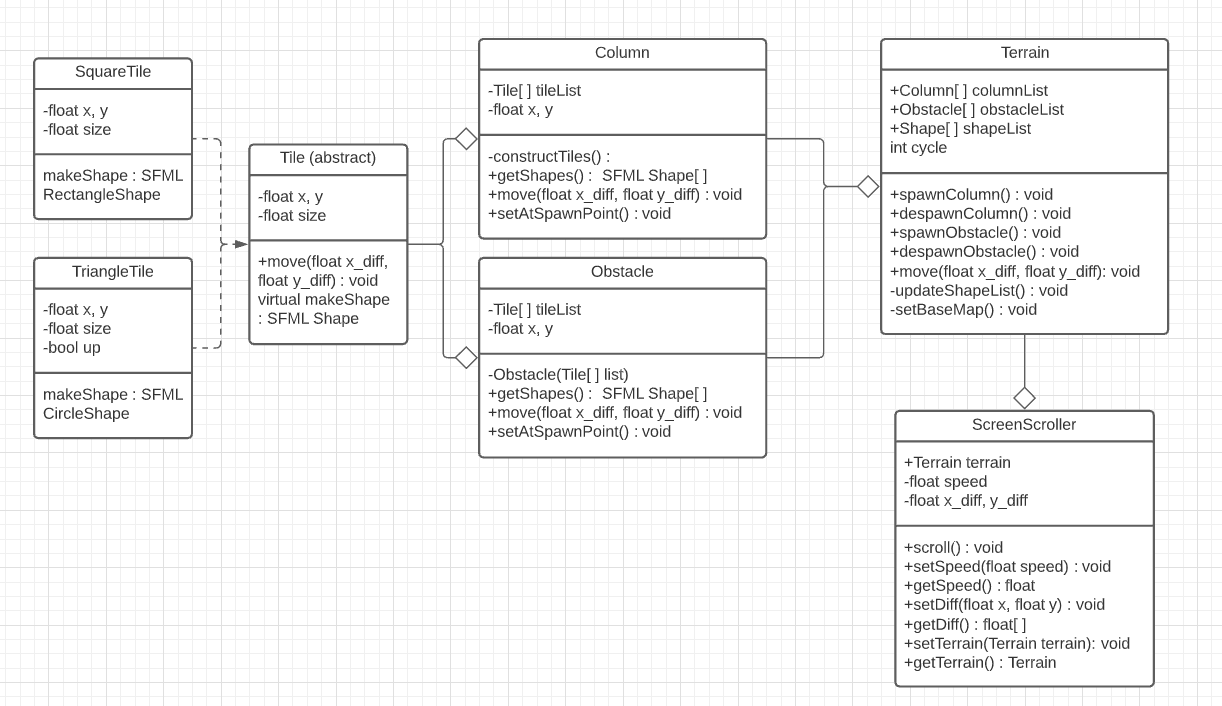 SquareTile
-float x, y
-float size
makeShape : SFML
RectangleShape
TriangleTile
-float x, y
-float size
-bool up
makeShape : SFML
CircleShape
Tile (abstract)
-float x, y
-float size
+move(float x_diff,
float y_diff) : void
virtual makeShape
: SFML Shape
Column
-Tile[ ] tileList
-float x, y
-constructTiles() :
+getShapes() : SFML Shape[ ]
+move(float x_diff, float y_diff) : void
+setAtSpawnPoint() : void
Obstacle
-Tile[ ] tileList
-float x, y
-Obstacle(Tile[ ] list)
+getShapes() : SFML Shape[ ]
+move(float x_diff, float y_diff) : void
+setAtSpawnPoint() : void
Terrain
+Column[ ] columnList
+Obstacle[ ] obstacleList
+Shape[ ] shapeList
int cycle
+spawnColumn() : void
+despawnColumn() : void
+spawnObstacle() : void
+despawnObstacle() : void
+move(float x_diff, float y_diff): void
-updateShapeList() : void
-setBaseMap() : void
ScreenScroller
+Terrain terrain
-float speed
-float x_diff, y_diff
+scroll() : void
+setSpeed(float speed) : void
+getSpeed() : float
+setDiff(float x, float y) : void
+getDiff() : float[ ]
+setTerrain(Terrain terrain): void
+getTerrain() : Terrain